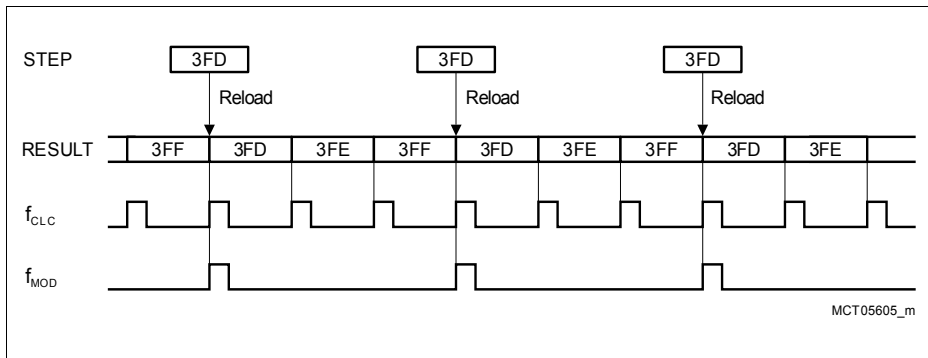 STEP 3FD 3FD 3FD
Reload Reload Reload
RESULT 3FF 3FD 3FE 3FF 3FD 3FE 3FF 3FD 3FE
fCLC
fMOD
MCT05605_m